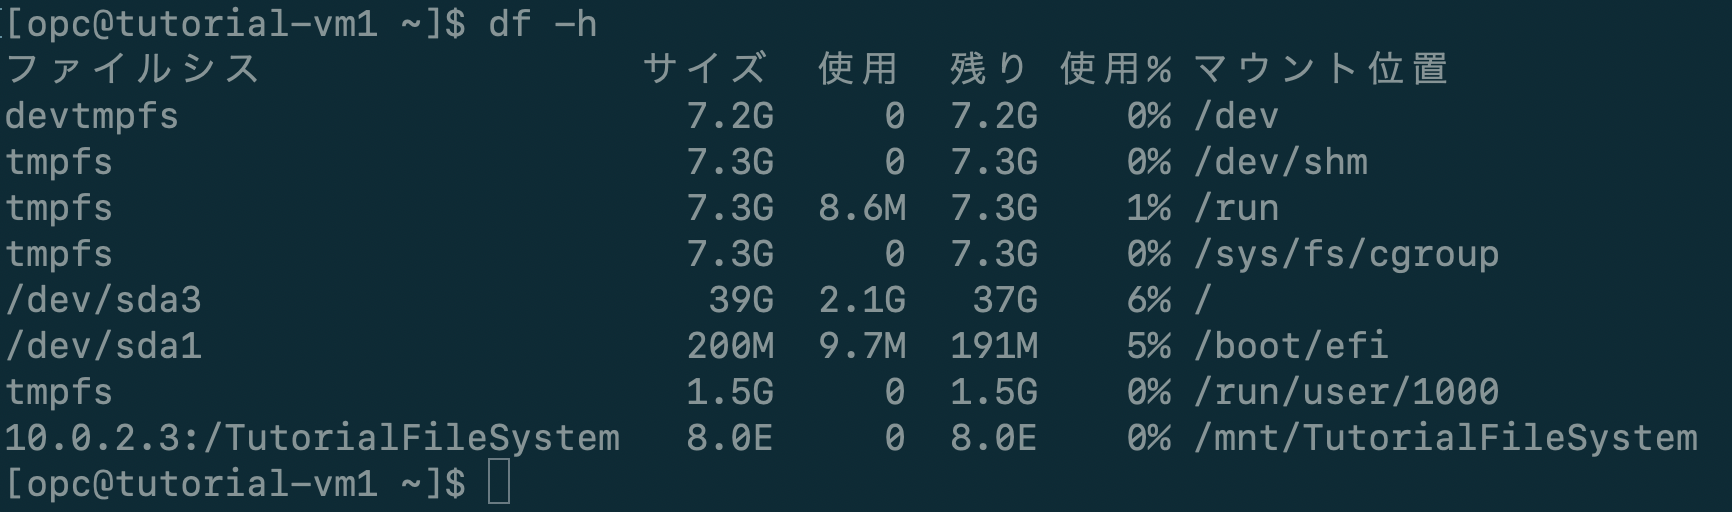 [[opc@tutorial-vm1 ~]$ df -h
ファイルシス サイズ 使用 残り 使用% マウント位置
devtmpfs 7.2G 0 7.2G 0% /dev
tmpfs 7.3G 0 7.3G 0% /dev/shm
tmpfs 7.3G 8.6M 7.3G 1% /run
tmpfs 7.3G 0 7.3G 0% /sys/fs/cgroup
/dev/sda3 39G 2.1G 37G 6% /
/dev/sda1 200M 9.7M 191M 5% /boot/efi
tmpfs 1.5G 0 1.5G 0% /run/user/1000
10.0.2.3:/TutorialFileSystem 8.0E 0 8.0E 0% /mnt/TutorialFileSystem
[opc@tutorial-vm1 ~]$